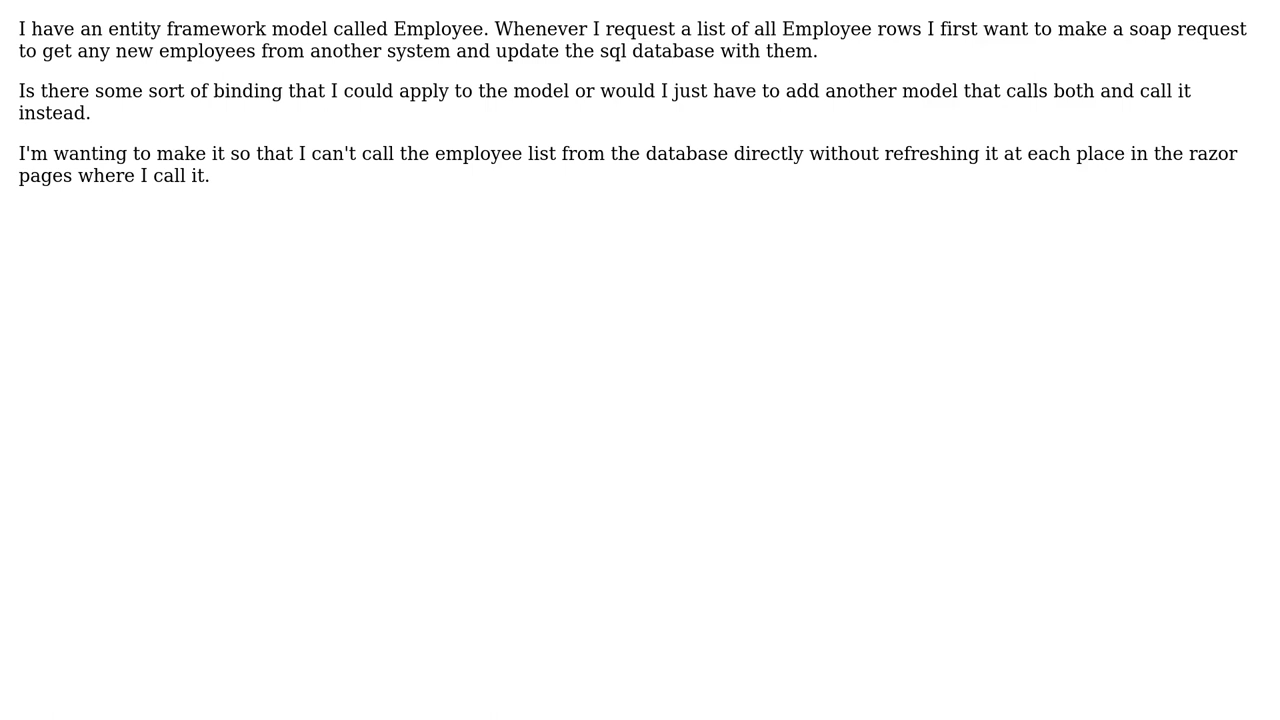 I have an entity framework model called Employee. Whenever I request a list of all Employee rows I first want to make a soap request
to get any new employees from another system and update the sql database with them.
Is there some sort of binding that I could apply to the model or would I just have to add another model that calls both and call it
instead.
I'm wanting to make it so that I can't call the employee list from the database directly without refreshing it at each place in the razor
pages where I call it.